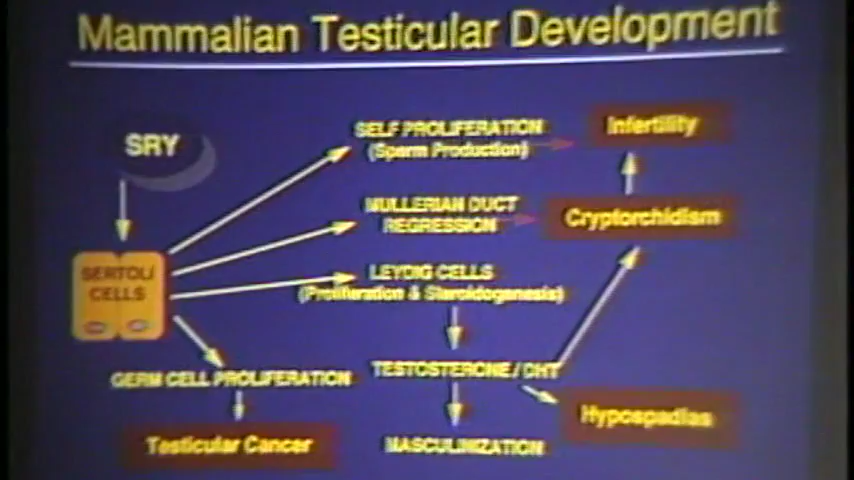 Mammalian Testicular Development
SRY
SELF PROLIFERATION
(Sperm Production)
Infertility
MULLERIAN DUCT
REGRESSION
Cryptorchidism
SERTOLI
CELLS
LEYDIG CELLS
(Proliferation & Steroidogenesis)
GERM CELL PROLIFERATION
TESTOSTERONE / DHT
Hypospadias
Testicular Cancer
MASCULINIZATION